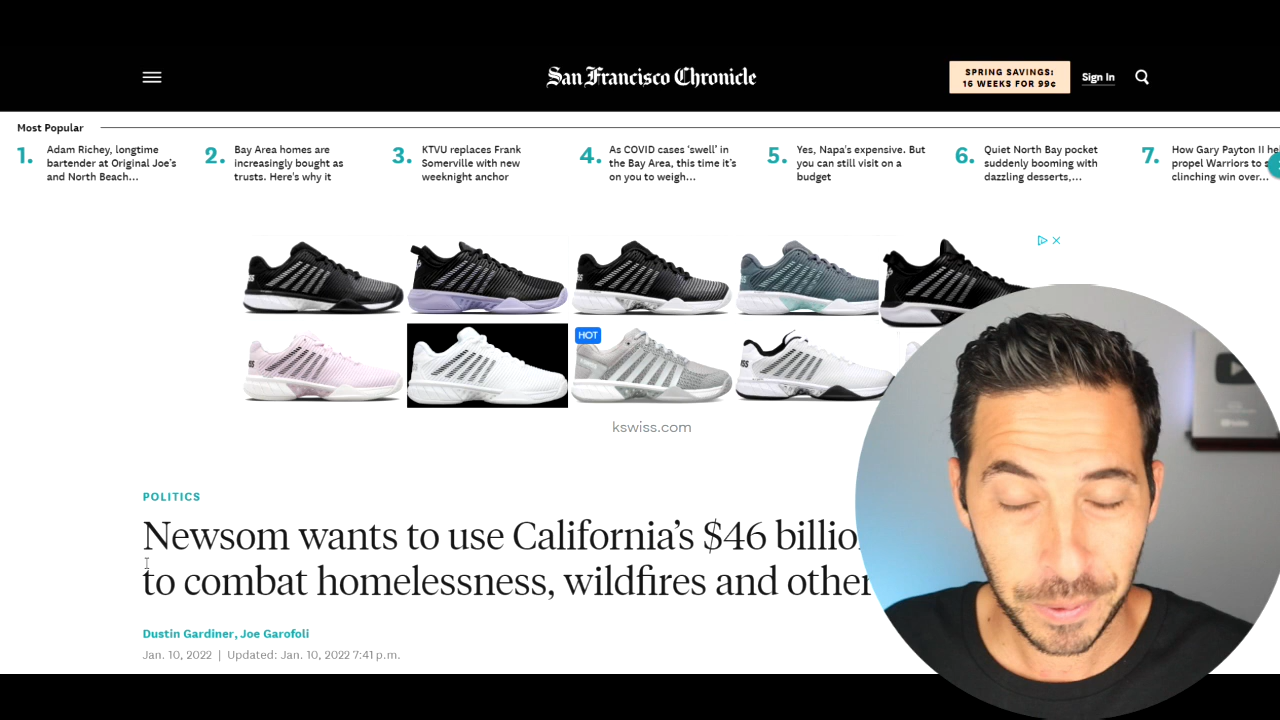 San Francisco Chronicle
SPRING SAVINGS:
16 WEEKS FOR 99¢
Sign In
Most Popular
1. Adam Richey, longtime
bartender at Original Joe's
and North Beach...
2. Bay Area homes are
increasingly bought as
trusts. Here's why it
3. KTVU replaces Frank
Somerville with new
weeknight anchor
4. As COVID cases 'swell' in
the Bay Area, this time it's
on you to weigh...
5. Yes, Napa's expensive. But
you can still visit on a
budget
6. Quiet North Bay pocket
suddenly booming with
dazzling desserts,...
7. How Gary Payton II
propel Warriors to
clinching win over...
HOT
kswiss.com
POLITICS
Newsom wants to use California's $46
to combat homelessness, wildfires and other
Dustin Gardiner, Joe Garofoli
Jan. 10, 2022 | Updated: Jan. 10, 2022 7:41 p.m.